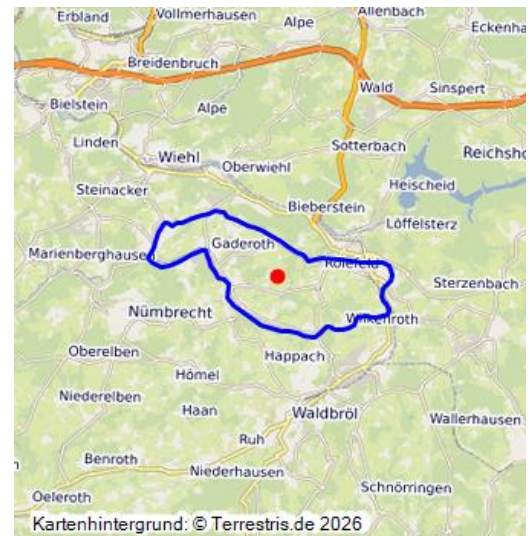 Erbland
Vollmerhausen
Alpe
Allenbach
Eckenha
Breidenbruch
Wald
Sinspert
Bielstein
Alpe
Linden
Sotterbach
Wiehl
Oberwiehl
Reichsho
Heischeid
Steinacker
Bieberstein
Löffelsterz
Gaderoth
Marienberghausen
Rölefeld
Sterzenbach
Nümbrecht
Wilkenroth
Oberelben
Happach
Hömel
Niederelben
Haan
Waldbröl
Wallerhausen
Ruh
Benroth
Niederhausen
Schnörringen
Oeleroth
Kartenhintergrund: © Terrestris.de 2026